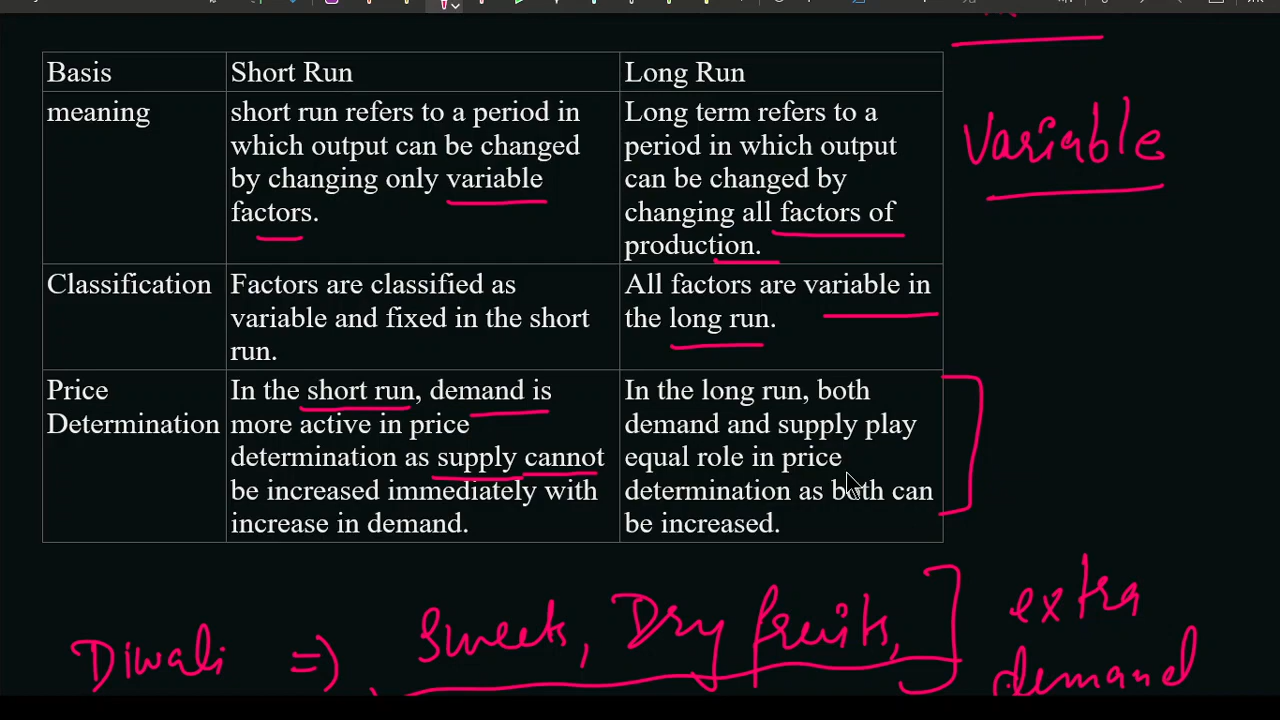 Basis Short Run Long Run
meaning short run refers to a period in Long term refers to a
which output can be changed period in which output
by changing only variable can be changed by
factors. changing all factors of
production.
Classification Factors are classified as All factors are variable in
variable and fixed in the short the long run.
run.
Price In the short run, demand is In the long run, both
Determination more active in price demand and supply play
determination as supply cannot equal role in price
be increased immediately with determination as both can
increase in demand. be increased.
Variable
Diwali => Sweets, Dry fruits, ] extra
demand